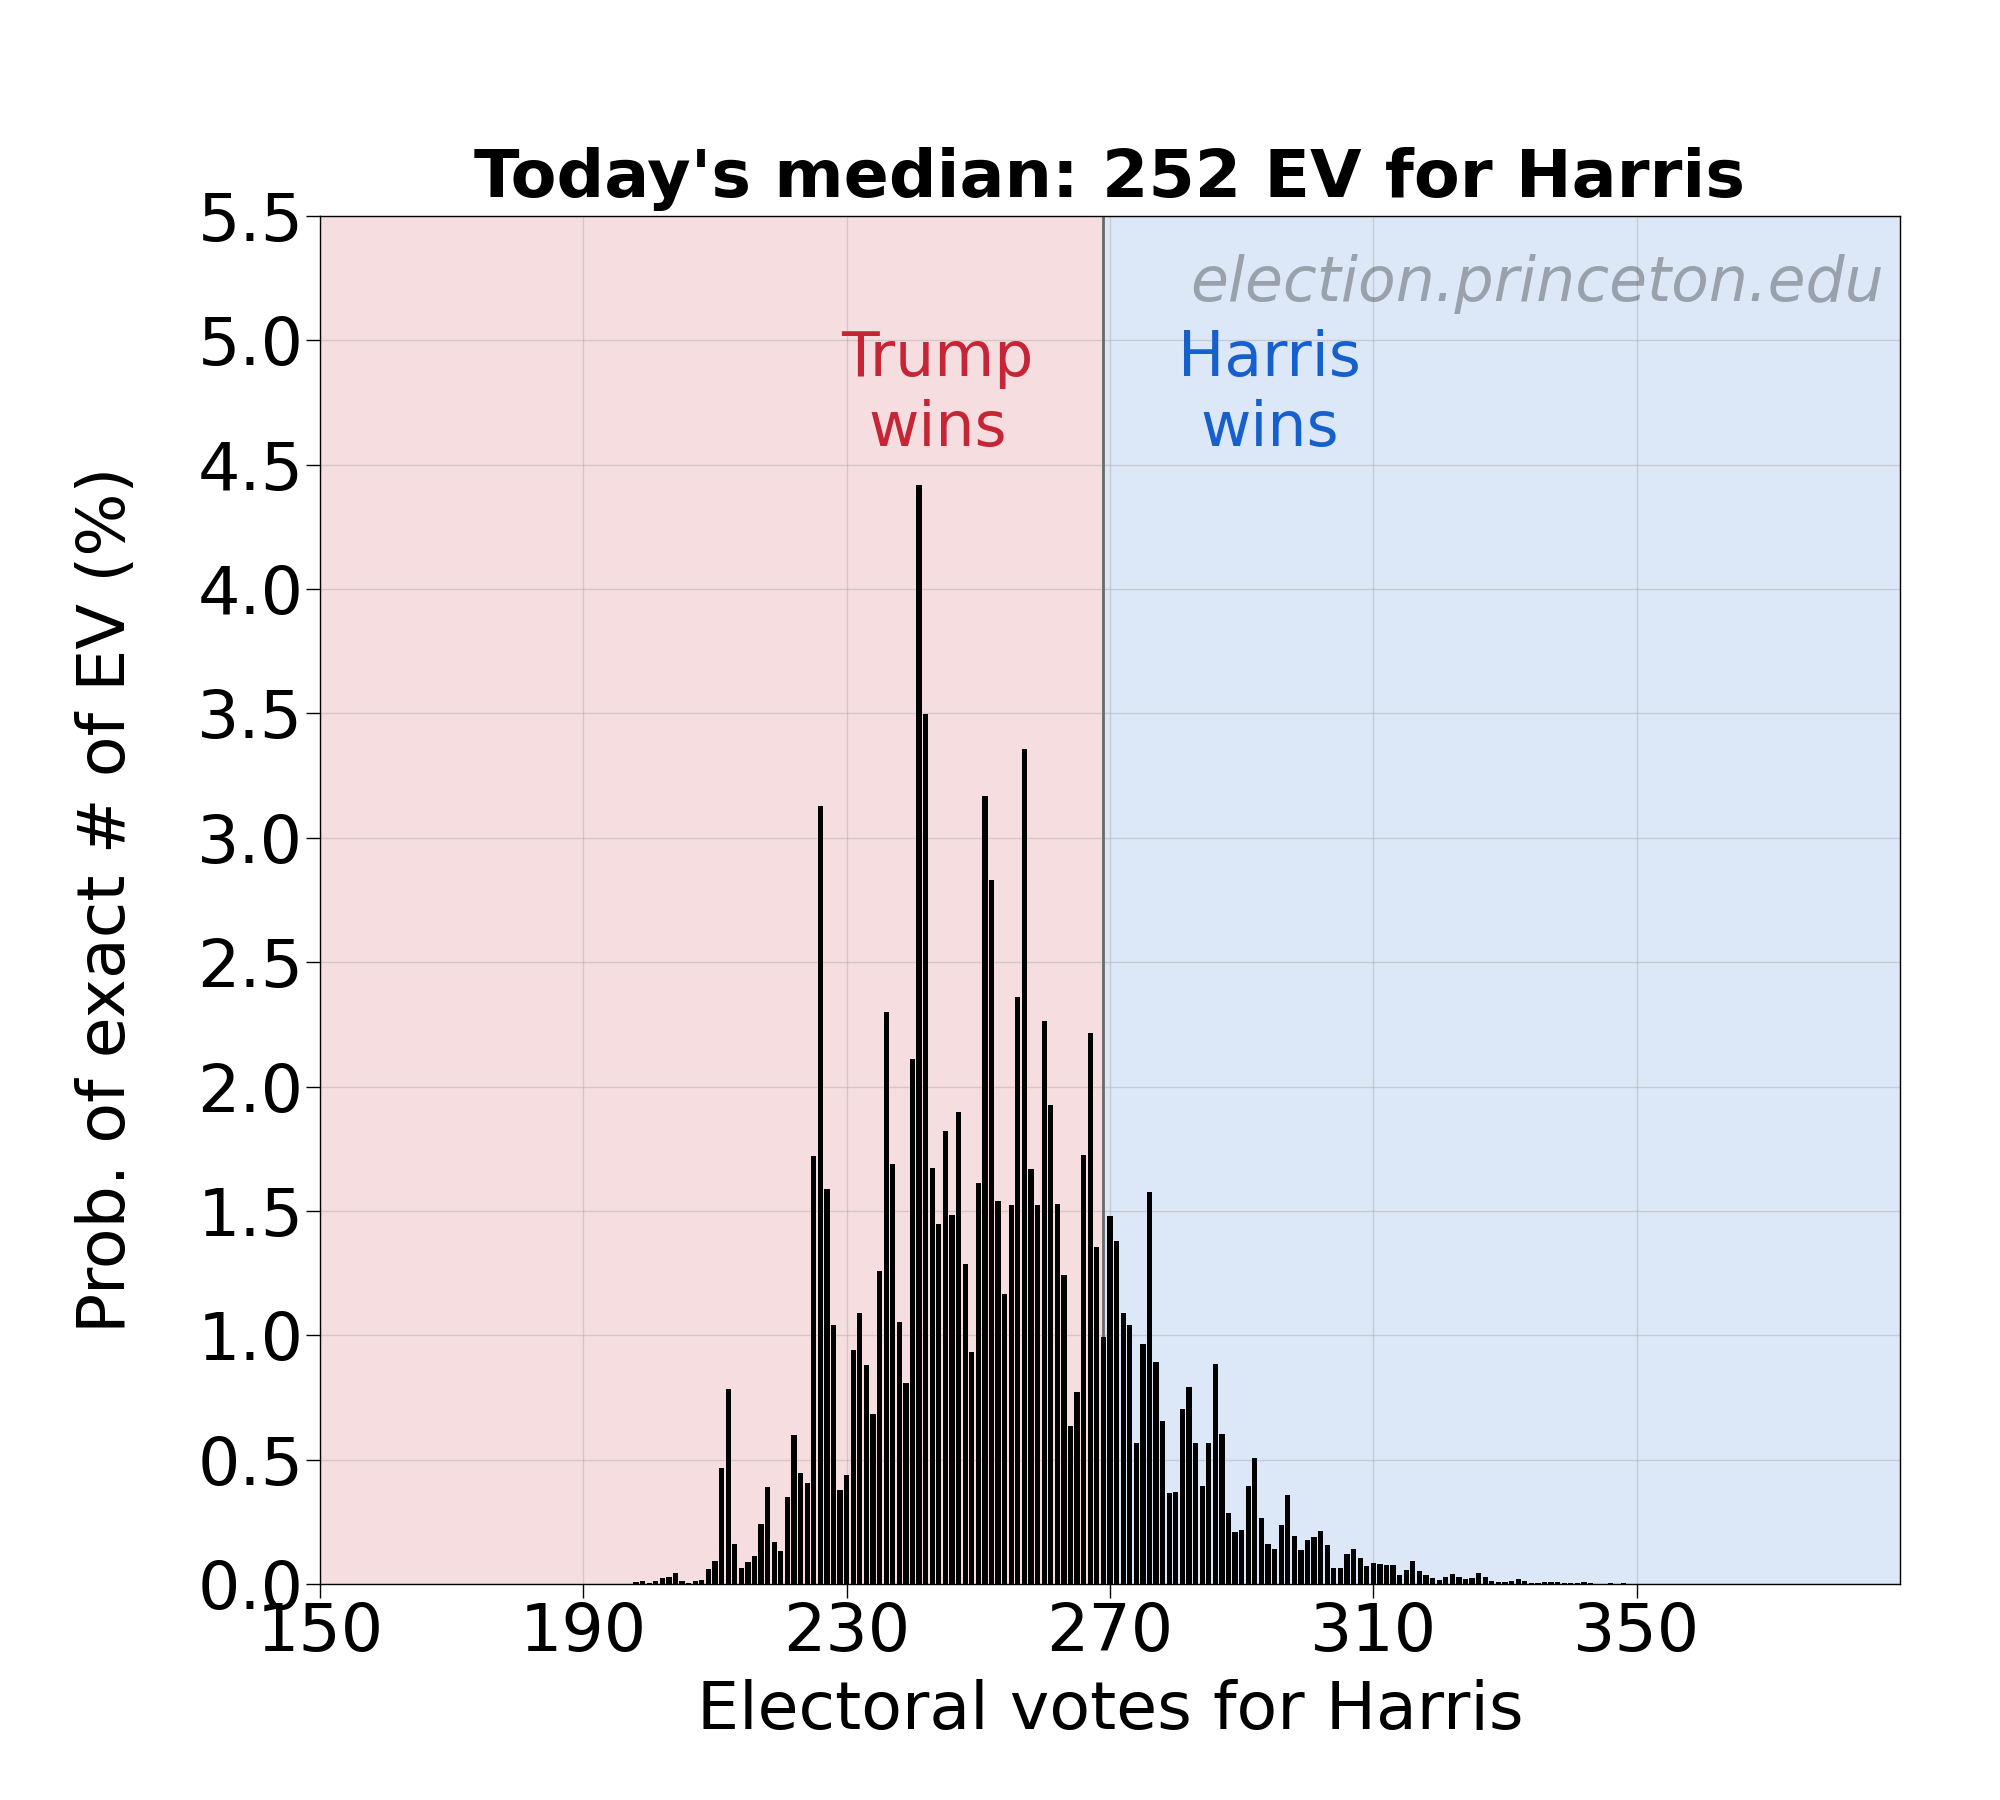 Today's median: 252 EV for Harris
election.princeton.edu
Trump
wins
Harris
wins
Prob. of exact # of EV (%)
5.5
5.0
4.5
4.0
3.5
3.0
2.5
2.0
1.5
1.0
0.5
0.0
150 190 230 270 310 350
Electoral votes for Harris